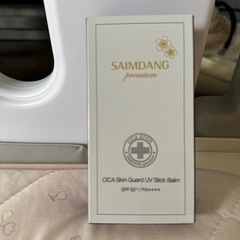 SAIMDANG
premium
CICA Skin Guard UV Stick Balm
SPF50+/PA++++